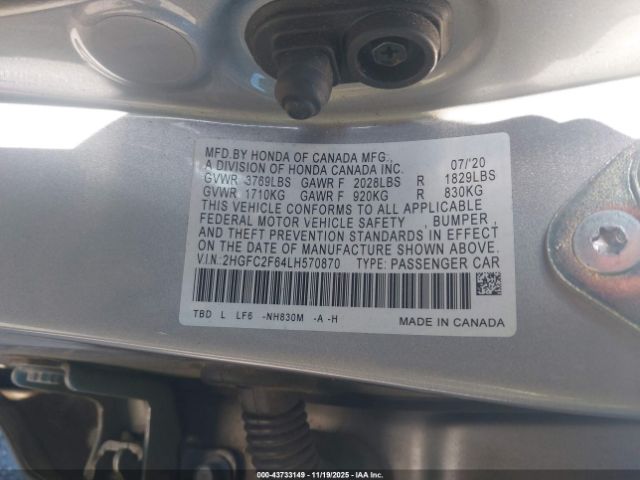 MFD.BY HONDA OF CANADA MFG.,
A DIVISION OF HONDA CANADA INC. 07/'20
GVWR 3769LBS GAWR F 2028LBS R 1829LBS
GVWR 1710KG GAWR F 920KG R 830KG
THIS VEHICLE CONFORMS TO ALL APPLICABLE
FEDERAL MOTOR VEHICLE SAFETY , BUMPER ,
AND THEFT PREVENTION STANDARDS IN EFFECT
ON THE DATE OF MANUFACTURE SHOWN ABOVE.
V.I.N.: 2HGFC2F64LH570870 TYPE: PASSENGER CAR
TBD L LF6 -NH830M -A -H MADE IN CANADA
000-43733149 | 11/19/2025 | IAA Inc.